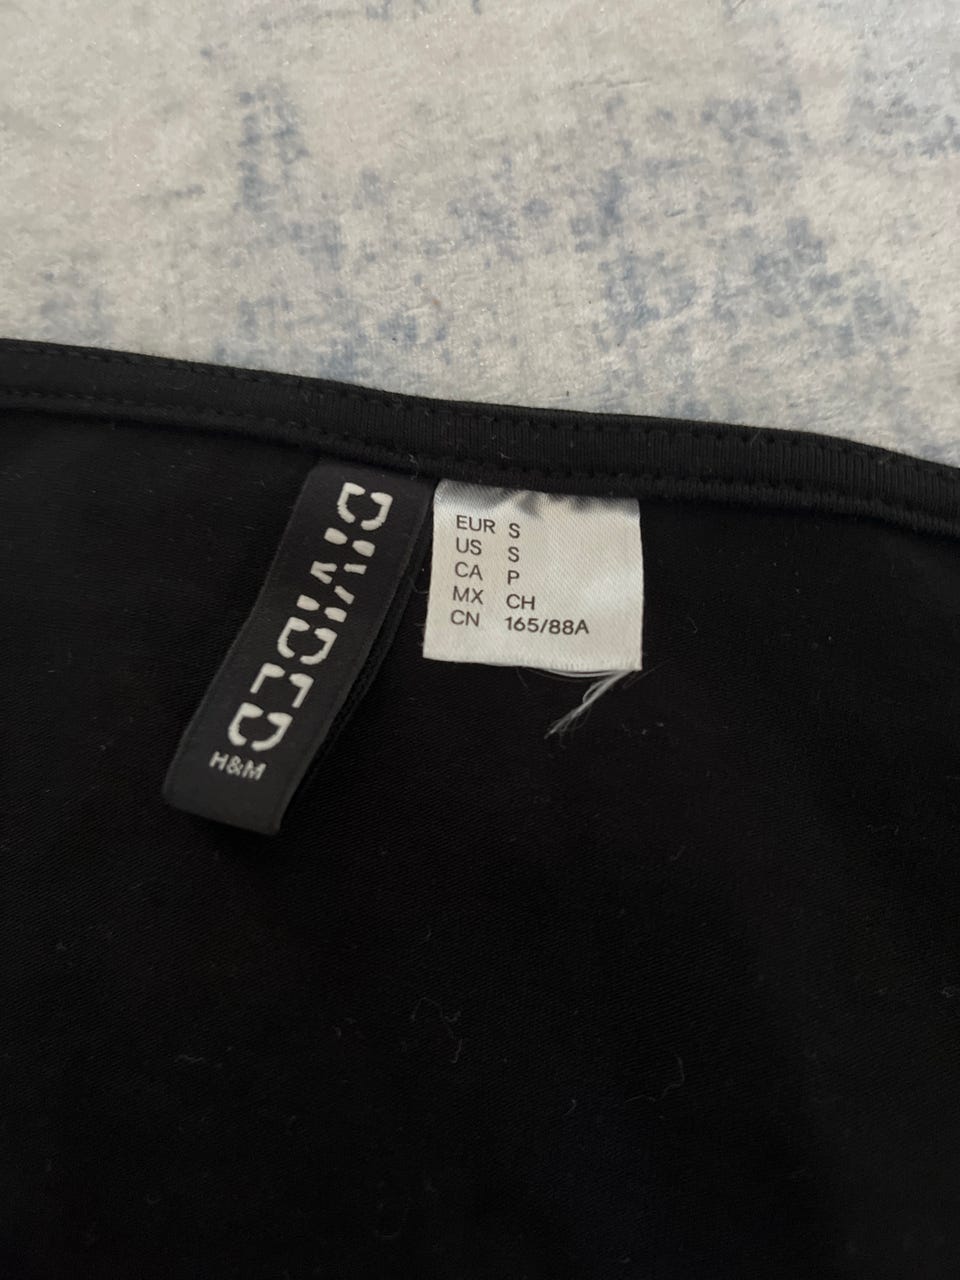 DIVIDED
H&M
EUR S
US S
CA P
MX CH
CN 165/88A